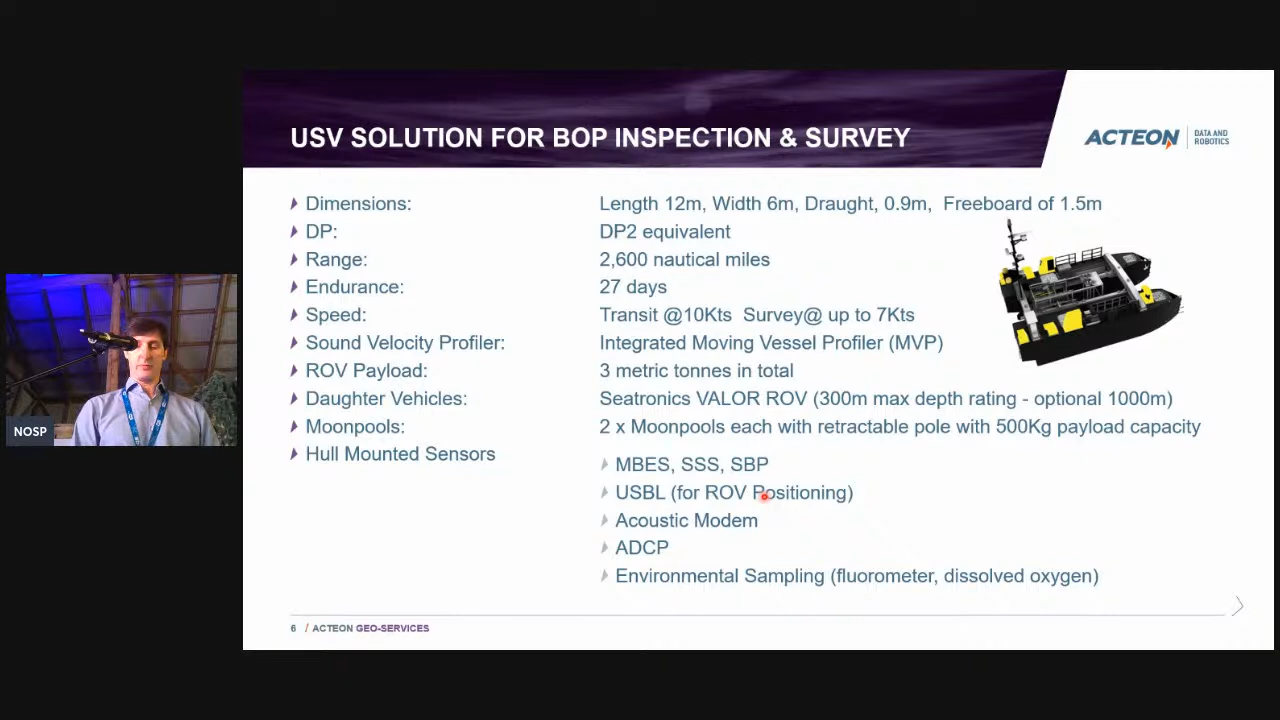 USV SOLUTION FOR BOP INSPECTION & SURVEY
ACTEON DATA AND ROBOTICS
Dimensions: Length 12m, Width 6m, Draught, 0.9m, Freeboard of 1.5m
DP: DP2 equivalent
Range: 2,600 nautical miles
Endurance: 27 days
Speed: Transit @10Kts Survey@ up to 7Kts
Sound Velocity Profiler: Integrated Moving Vessel Profiler (MVP)
ROV Payload: 3 metric tonnes in total
Daughter Vehicles: Seatronics VALOR ROV (300m max depth rating - optional 1000m)
Moonpools: 2 x Moonpools each with retractable pole with 500Kg payload capacity
Hull Mounted Sensors
MBES, SSS, SBP
USBL (for ROV Positioning)
Acoustic Modem
ADCP
Environmental Sampling (fluorometer, dissolved oxygen)
6 / ACTEON GEO-SERVICES
NOSP